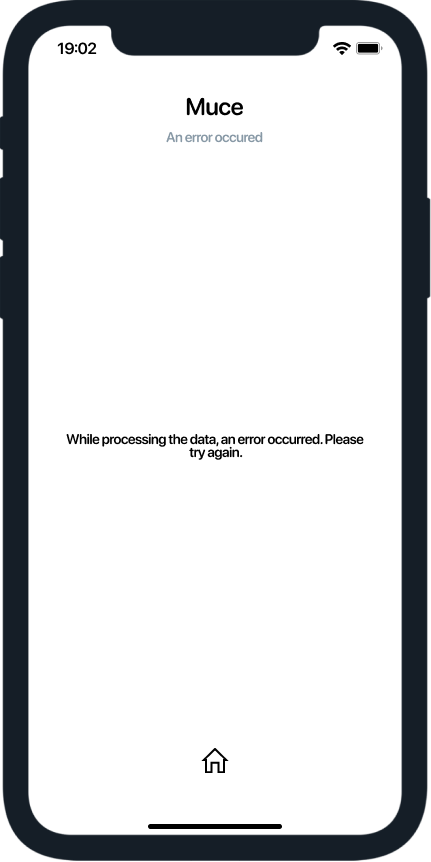 19:02
Muce
An error occured
While processing the data, an error occurred. Please
try again.